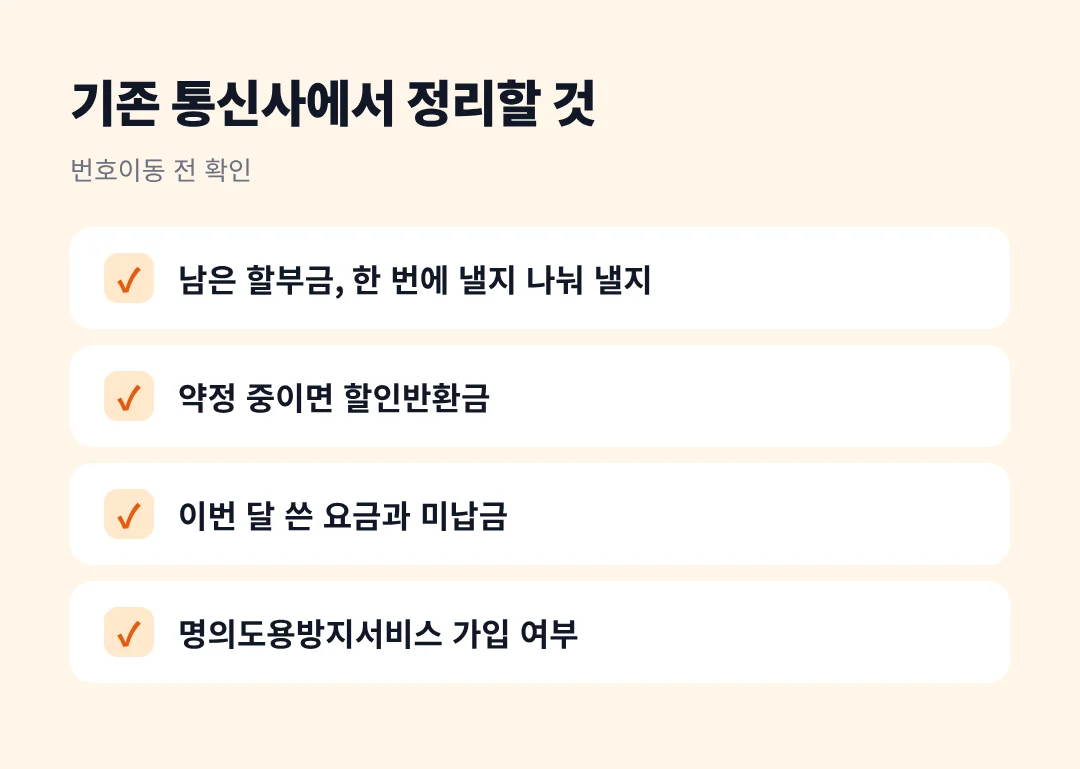 기존 통신사에서 정리할 것
번호이동 전 확인
남은 할부금, 한 번에 낼지 나눠 낼지
약정 중이면 할인반환금
이번 달 쓴 요금과 미납금
명의도용방지서비스 가입 여부